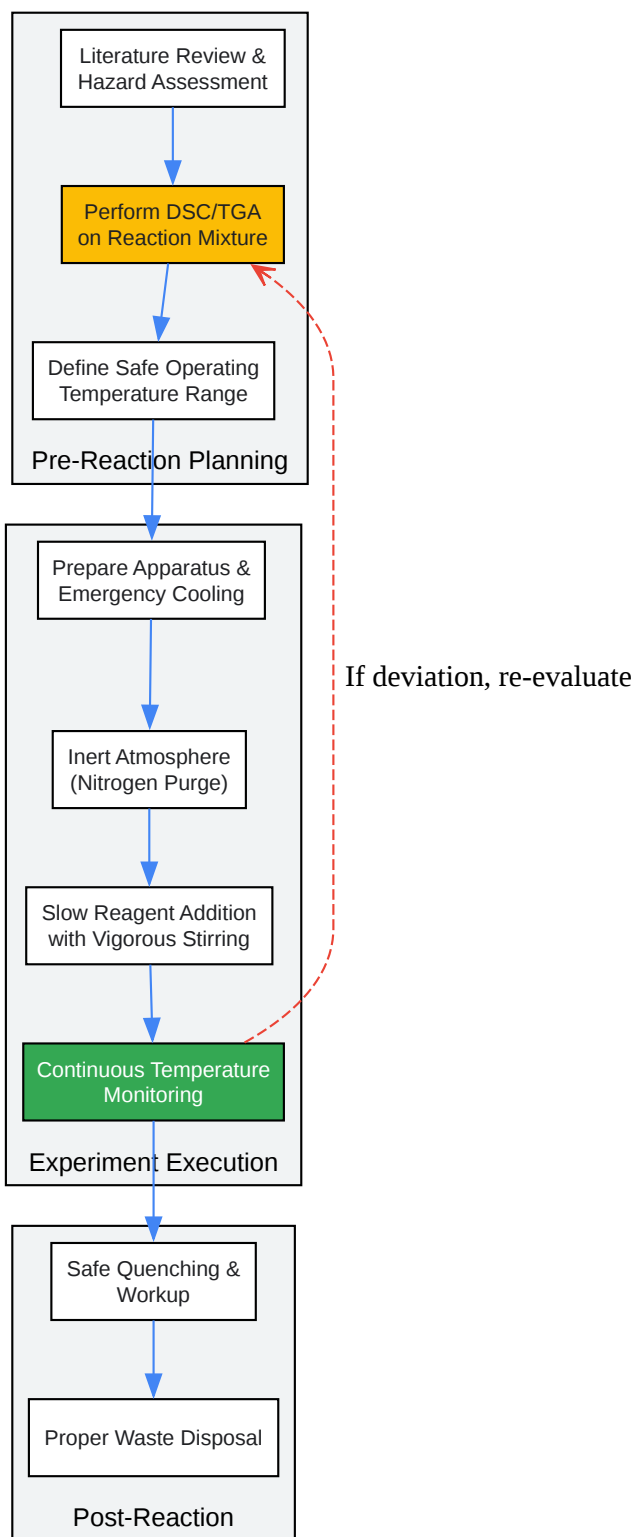 Literature Review &
Hazard Assessment
Perform DSC/TGA
on Reaction Mixture
Define Safe Operating
Temperature Range
Pre-Reaction Planning
Prepare Apparatus &
Emergency Cooling
If deviation, re-evaluate
Inert Atmosphere
(Nitrogen Purge)
Slow Reagent Addition
with Vigorous Stirring
Continuous Temperature
Monitoring
Experiment Execution
Safe Quenching &
Workup
Proper Waste Disposal
Post-Reaction